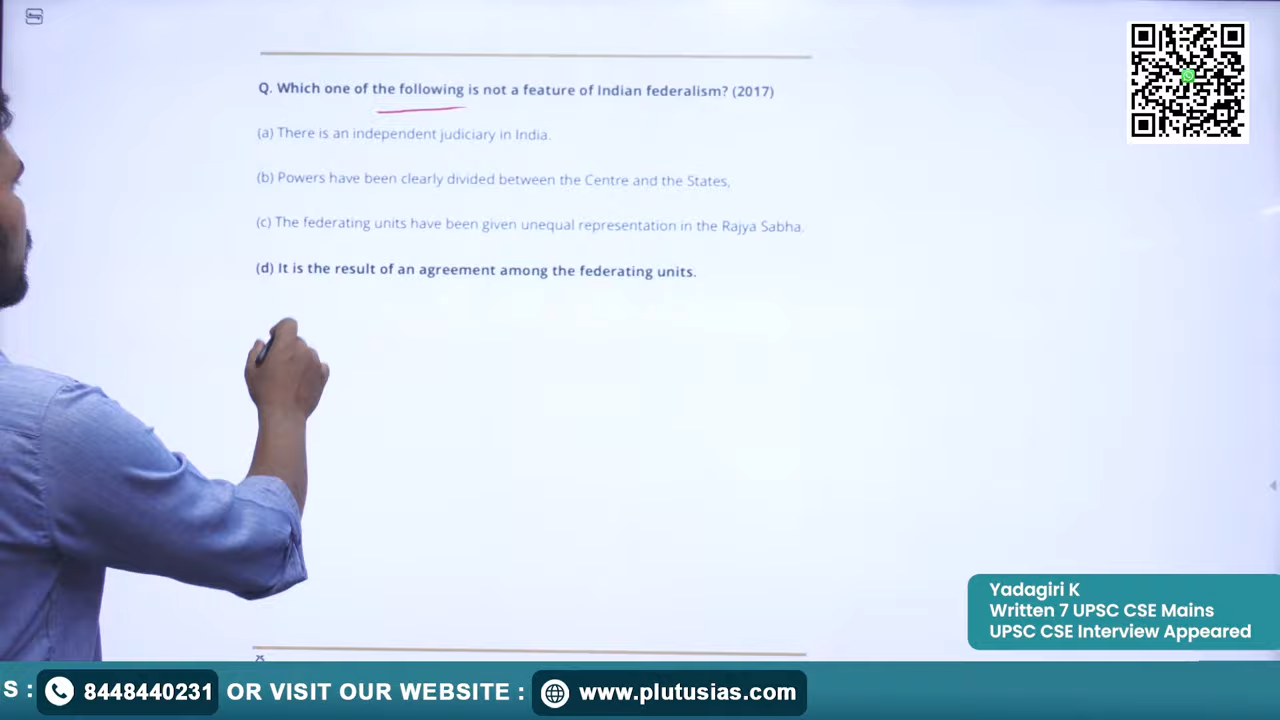 Q. Which one of the following is not a feature of Indian federalism? (2017)
(a) There is an independent judiciary in India.
(b) Powers have been clearly divided between the Centre and the States,
(c) The federating units have been given unequal representation in the Rajya Sabha.
(d) It is the result of an agreement among the federating units.
Yadagiri K
Written 7 UPSC CSE Mains
UPSC CSE Interview Appeared
S : 8448440231 OR VISIT OUR WEBSITE : www.plutusias.com